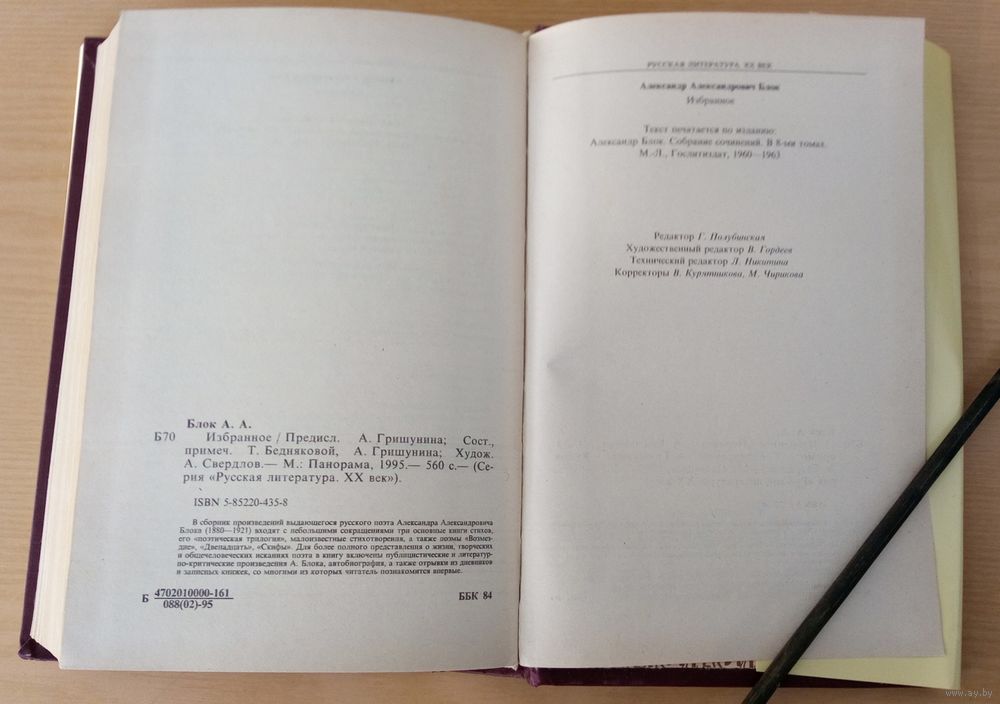 Блок А. А.
Б70 Избранное / Предисл. А. Гришунина; Сост.,
примеч. Т. Бедняковой, А. Гришунина; Худож.
А. Свердлов.— М.: Панорама, 1995.— 560 с.— (Се-
рия «Русская литература. XX век»).
ISBN 5-85220-435-8
В сборник произведений выдающегося русского поэта Александра Александровича
Блока (1880—1921) входят с небольшими сокращениями три основные книги стихов,
его «поэтическая трилогия», малоизвестные стихотворения, а также поэмы «Возмез-
дие», «Двенадцать», «Скифы». Для более полного представления о жизни, творческих
и общечеловеческих исканиях поэта в книгу включены публицистические и литератур-
но-критические произведения А. Блока, автобиография, а также отрывки из дневников
и записных книжек, со многими из которых читатель познакомится впервые.
Б 4702010000-161
088(02)-95
ББК 84
РУССКАЯ ЛИТЕРАТУРА. XX ВЕК
Александр Александрович Блок
Избранное
Текст печатается по изданию:
Александр Блок. Собрание сочинений. В 8-ми томах.
М.-Л., Гослитиздат, 1960—1963
Редактор Г. Полубинская
Художественный редактор В. Гордеев
Технический редактор Л. Никитина
Корректоры В. Курятникова, М. Чирикова
www.ay.by